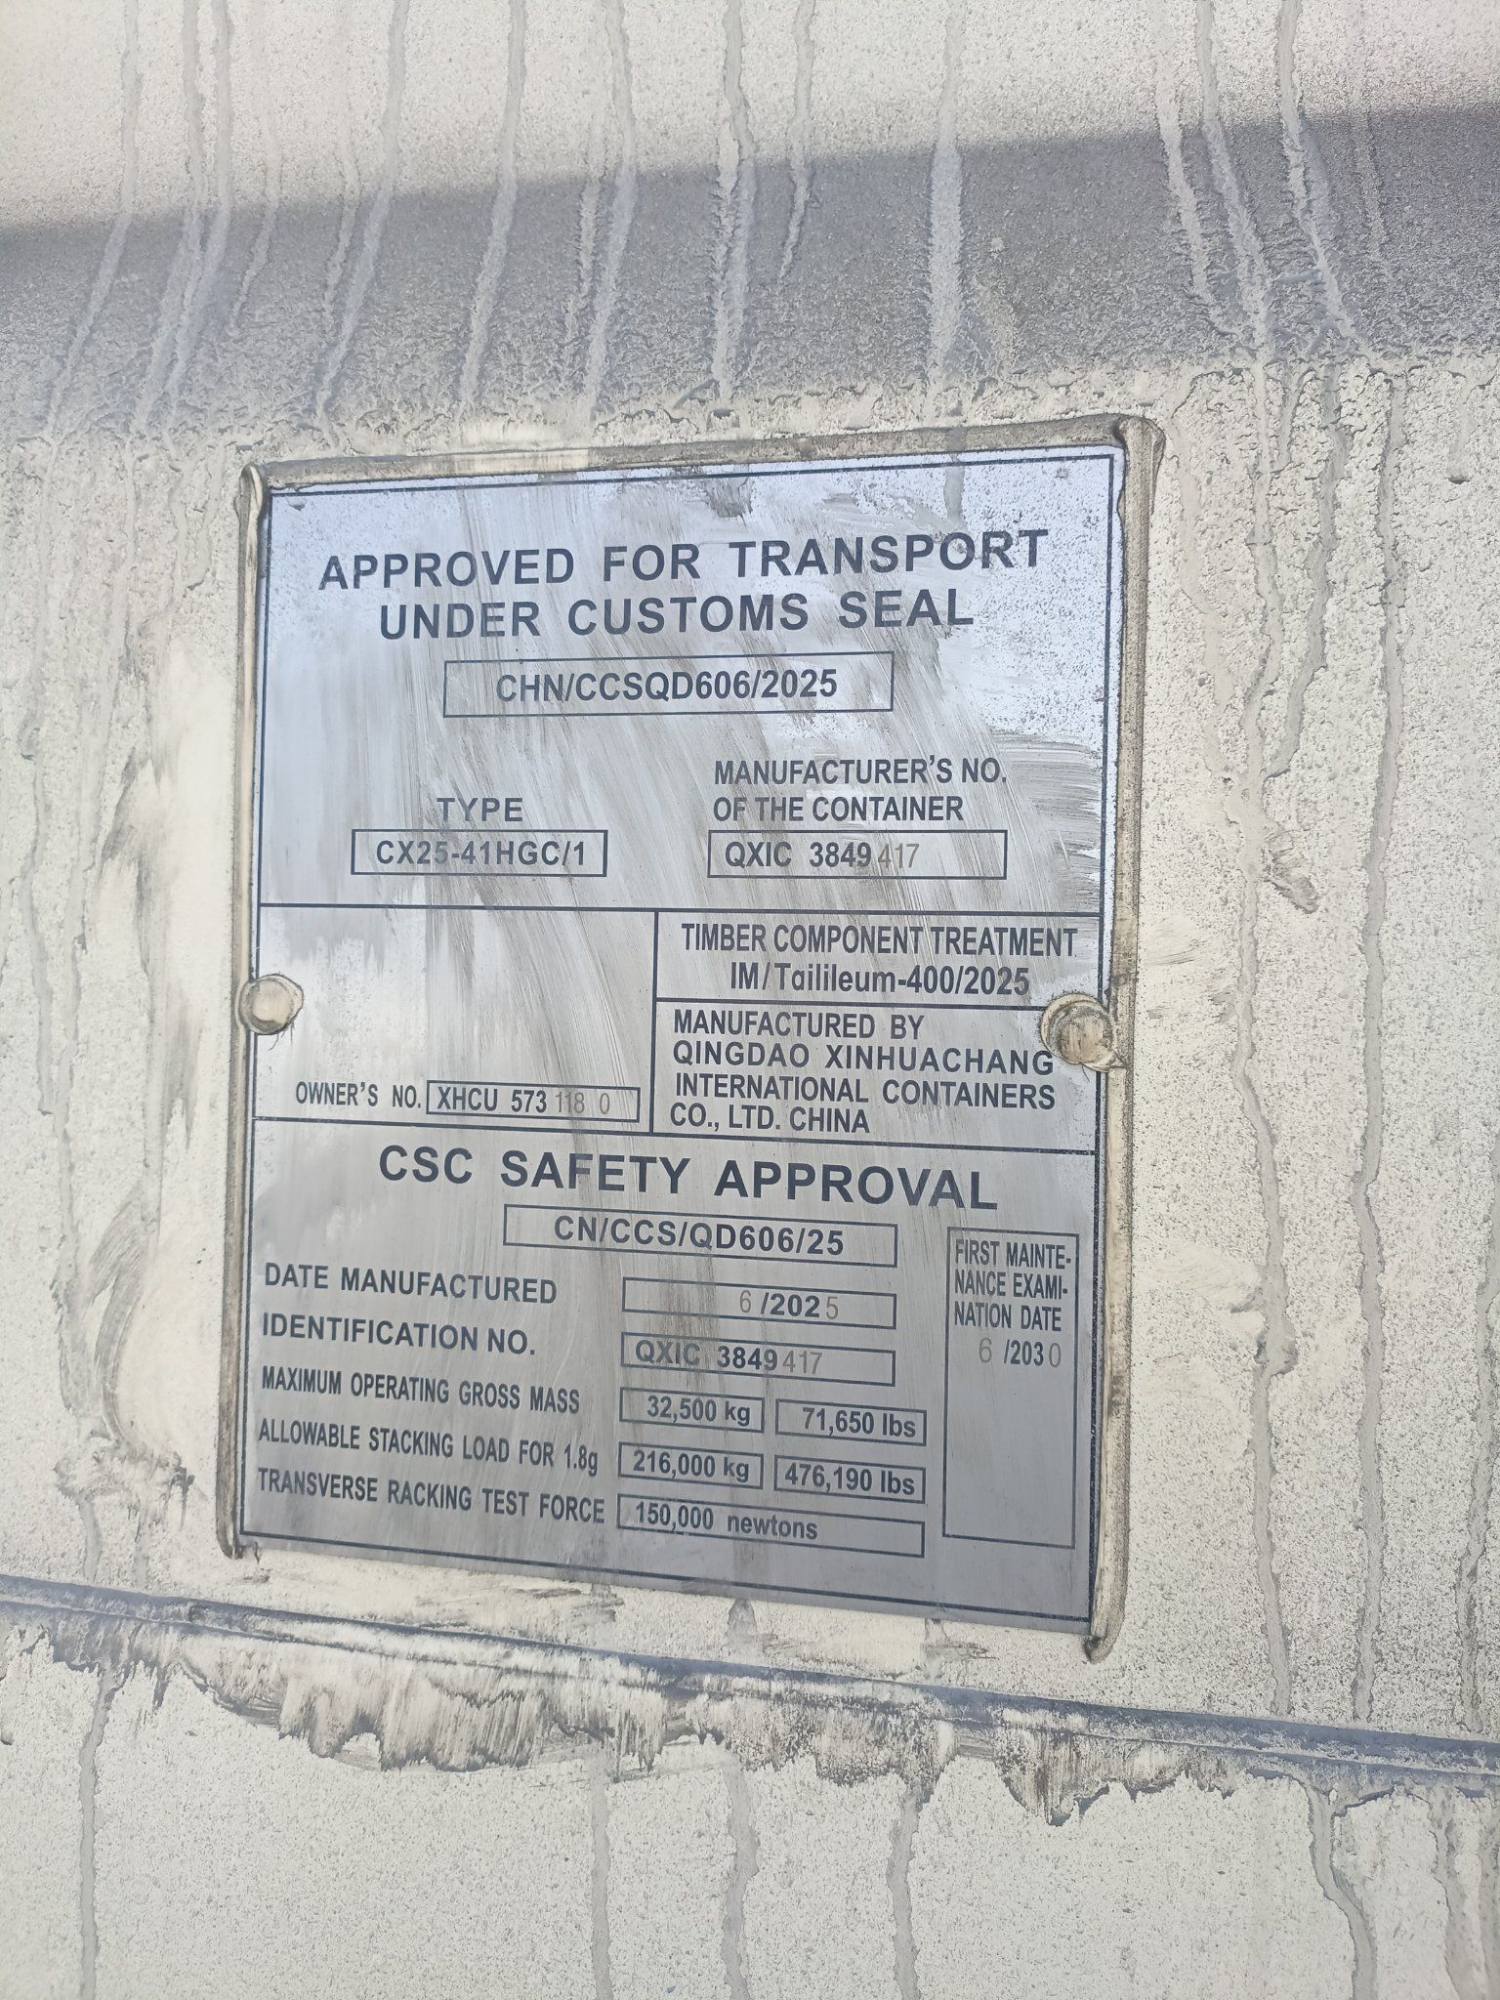 APPROVED FOR TRANSPORT
UNDER CUSTOMS SEAL
CHN/CCSQD606/2025
TYPE
CX25-41HGC/1
MANUFACTURER'S NO.
OF THE CONTAINER
QXIC 3849417
OWNER'S NO. XHCU 573 118 0
TIMBER COMPONENT TREATMENT
IM/Tailileum-400/2025
MANUFACTURED BY
QINGDAO XINHUACHANG
INTERNATIONAL CONTAINERS
CO., LTD. CHINA
CSC SAFETY APPROVAL
CN/CCS/QD606/25
DATE MANUFACTURED 6 /2025
IDENTIFICATION NO. QXIC 3849417
MAXIMUM OPERATING GROSS MASS 32,500 kg 71,650 lbs
ALLOWABLE STACKING LOAD FOR 1.8g 216,000 kg 476,190 lbs
TRANSVERSE RACKING TEST FORCE 150,000 newtons
FIRST MAINTE-
NANCE EXAMI-
NATION DATE
6 /2030